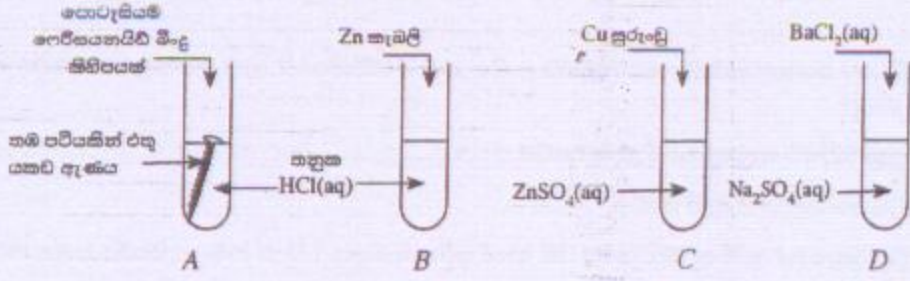 පොටෑසියම්
ෆෙරිසයනයිඩ් බිංදු
කිහිපයක්
Zn කැබලි
Cu සුරුංචු
BaCl₂(aq)
තඹ පටියකින් එතූ
යකඩ ඇණය
තනුක
HCl(aq)
ZnSO₄(aq)
Na₂SO₄(aq)
A
B
C
D